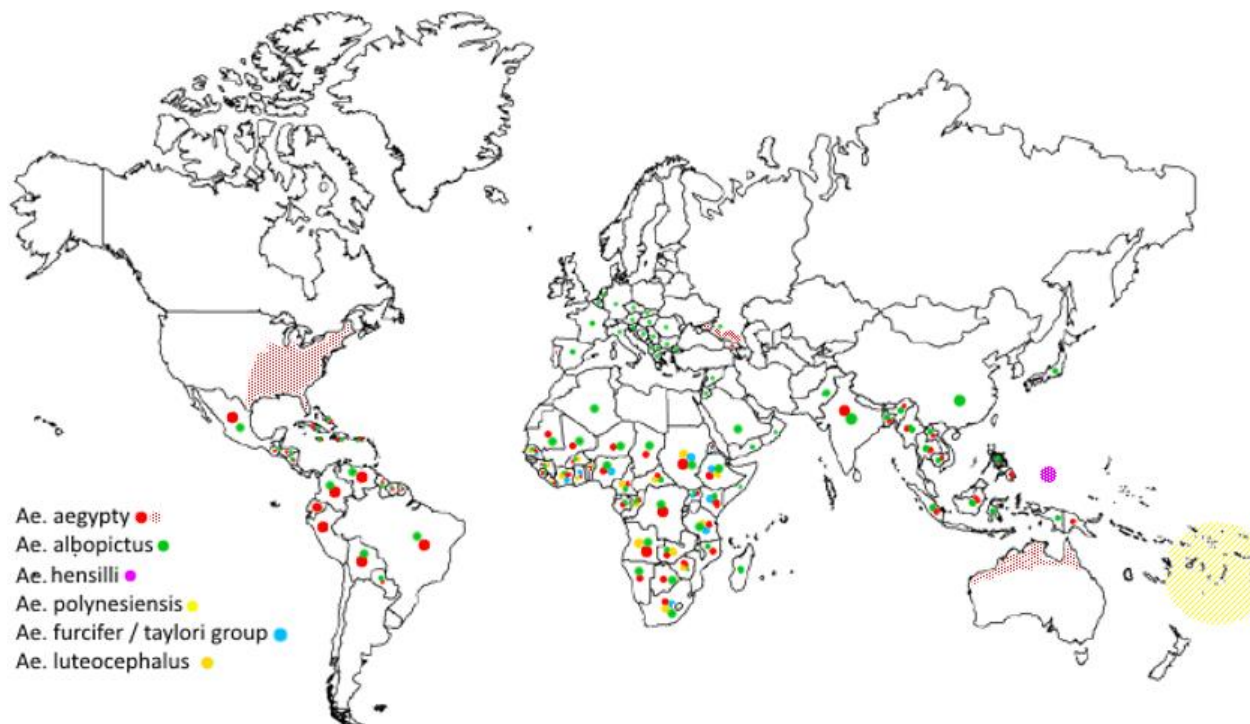 Ae. aegypty
Ae. albopictus
Ae. hensilli
Ae. polynesiensis
Ae. furcifer / taylori group
Ae. luteocephalus